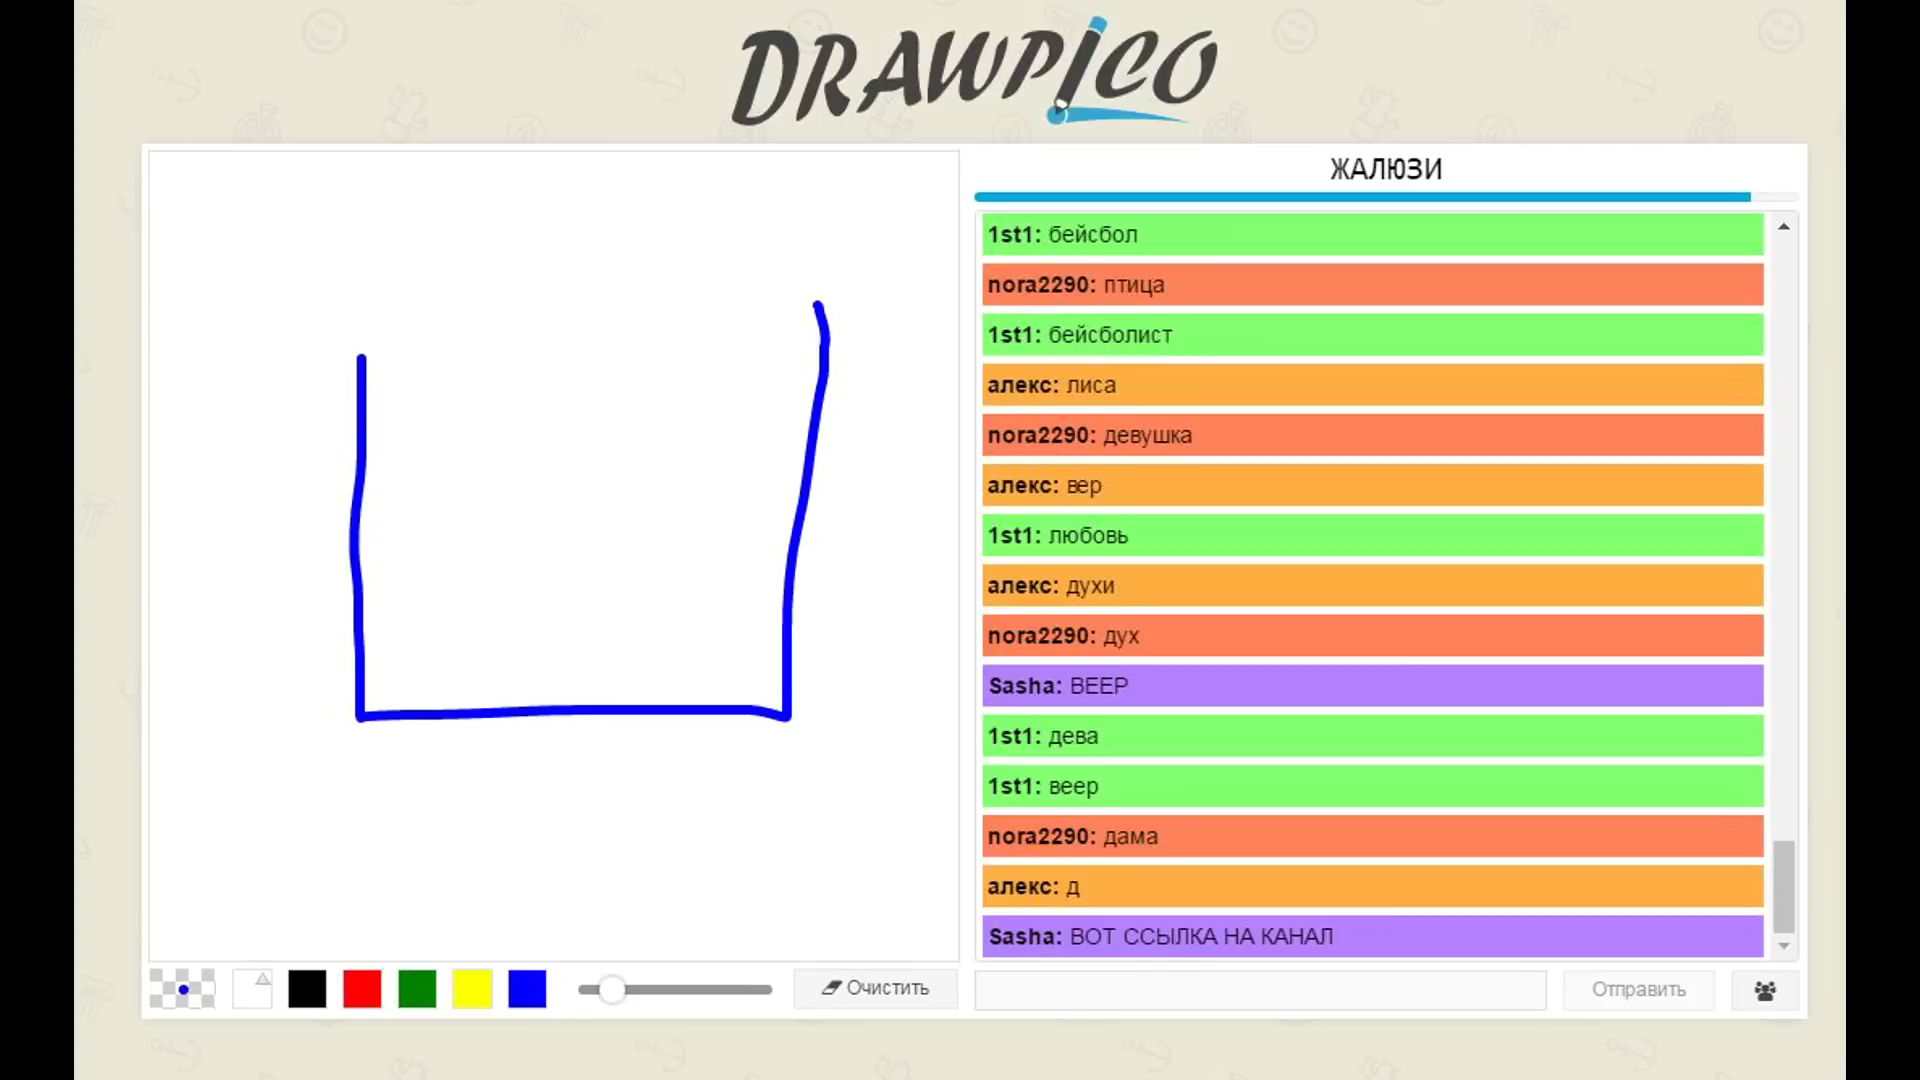 DRAWPICO
ЖАЛЮЗИ
1st1: бейсбол
nora2290: птица
1st1: бейсболист
алекс: лиса
nora2290: девушка
алекс: вер
1st1: любовь
алекс: духи
nora2290: дух
Sasha: ВЕЕР
1st1: дева
1st1: веер
nora2290: дама
алекс: д
Sasha: ВОТ ССЫЛКА НА КАНАЛ
Очистить
Отправить